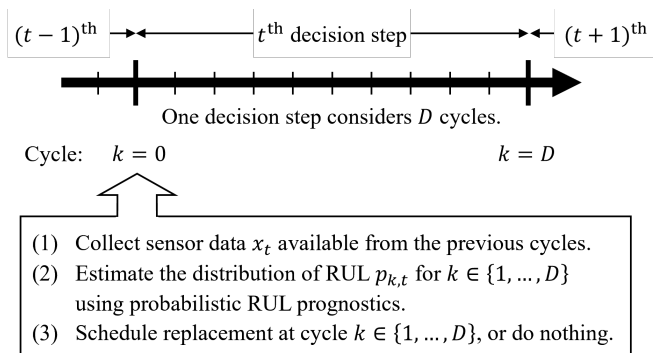 (t − 1)ᵗʰ tᵗʰ decision step (t + 1)ᵗʰ
One decision step considers D cycles.
Cycle: k = 0 k = D
(1) Collect sensor data xₜ available from the previous cycles.
(2) Estimate the distribution of RUL pₖ,ₜ for k ∈ {1, … , D}
using probabilistic RUL prognostics.
(3) Schedule replacement at cycle k ∈ {1, … , D}, or do nothing.